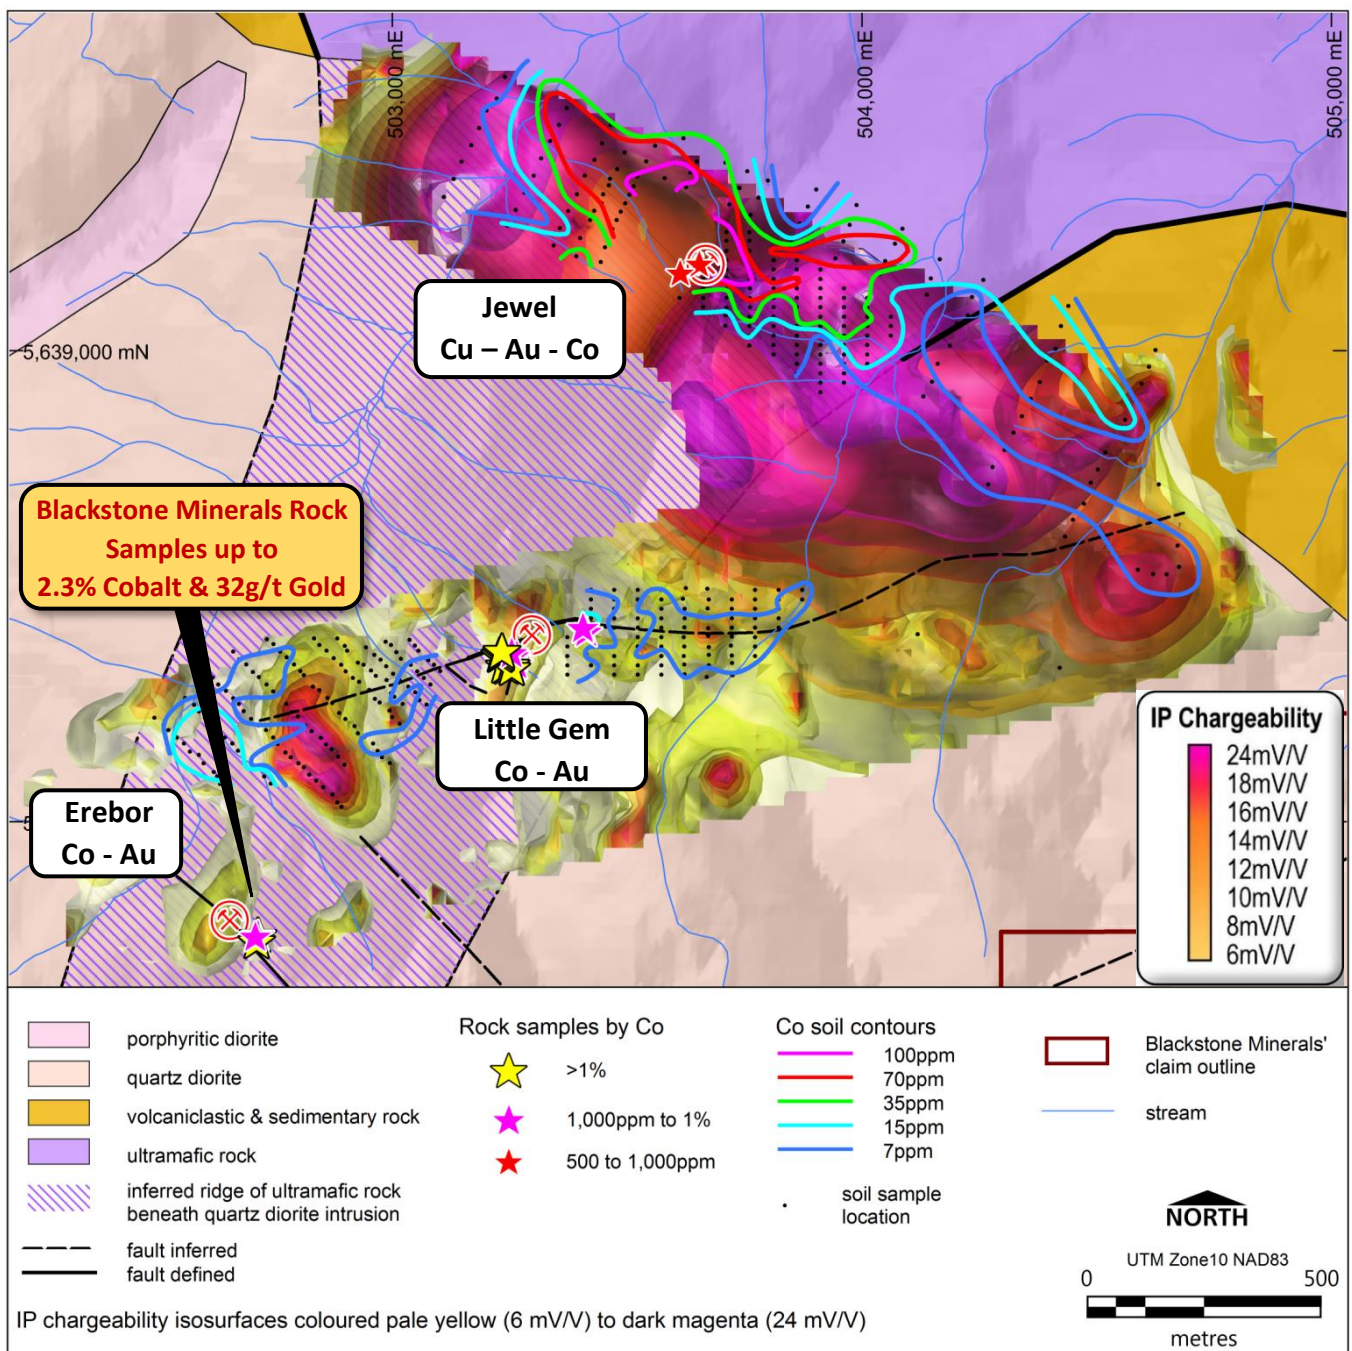 503,000 mE
504,000 mE
505,000 mE
5,639,000 mN
Jewel
Cu – Au - Co
Blackstone Minerals Rock
Samples up to
2.3% Cobalt & 32g/t Gold
Little Gem
Co - Au
Erebor
Co - Au
IP Chargeability
24mV/V
18mV/V
16mV/V
14mV/V
12mV/V
10mV/V
8mV/V
6mV/V
porphyritic diorite
quartz diorite
volcaniclastic & sedimentary rock
ultramafic rock
inferred ridge of ultramafic rock
beneath quartz diorite intrusion
fault inferred
fault defined
Rock samples by Co
>1%
1,000ppm to 1%
500 to 1,000ppm
Co soil contours
100ppm
70ppm
35ppm
15ppm
7ppm
soil sample
location
Blackstone Minerals'
claim outline
stream
NORTH
UTM Zone10 NAD83
0 500
metres
IP chargeability isosurfaces coloured pale yellow (6 mV/V) to dark magenta (24 mV/V)